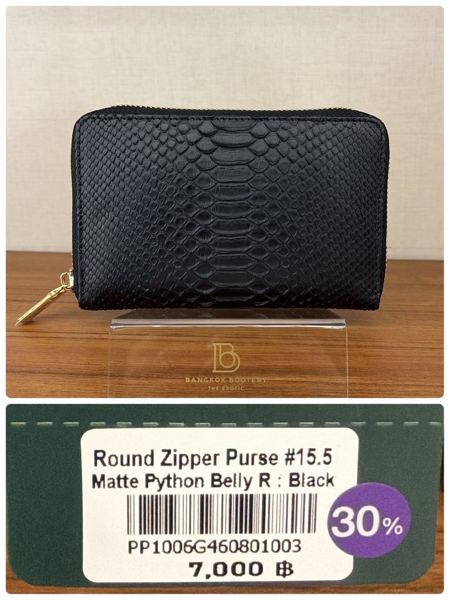 B
BANGKOK BOOTERY
THE EXOTIC
Round Zipper Purse #15.5
Matte Python Belly R : Black
30%
PP1006G460801003
7,000 ฿